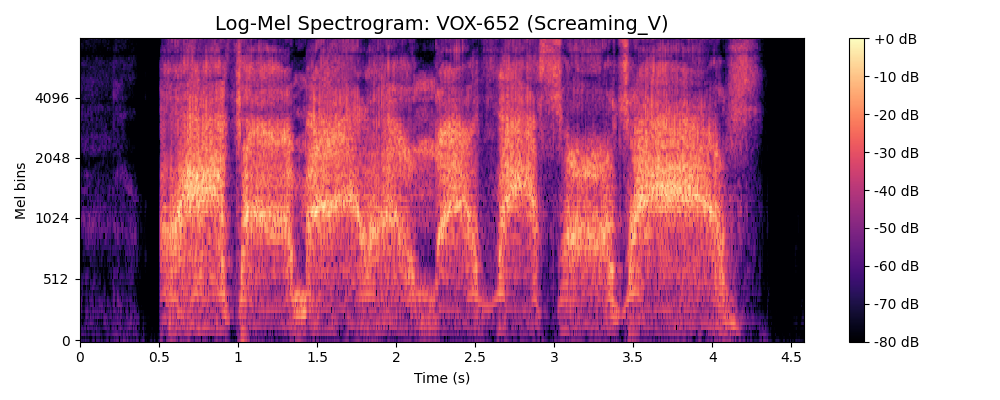 Log-Mel Spectrogram: VOX-652 (Screaming_V)
+0 dB
-10 dB
-20 dB
-30 dB
-40 dB
-50 dB
-60 dB
-70 dB
-80 dB
Mel bins
4096
2048
1024
512
0
0
0.5
1
1.5
2
2.5
3
3.5
4
4.5
Time (s)